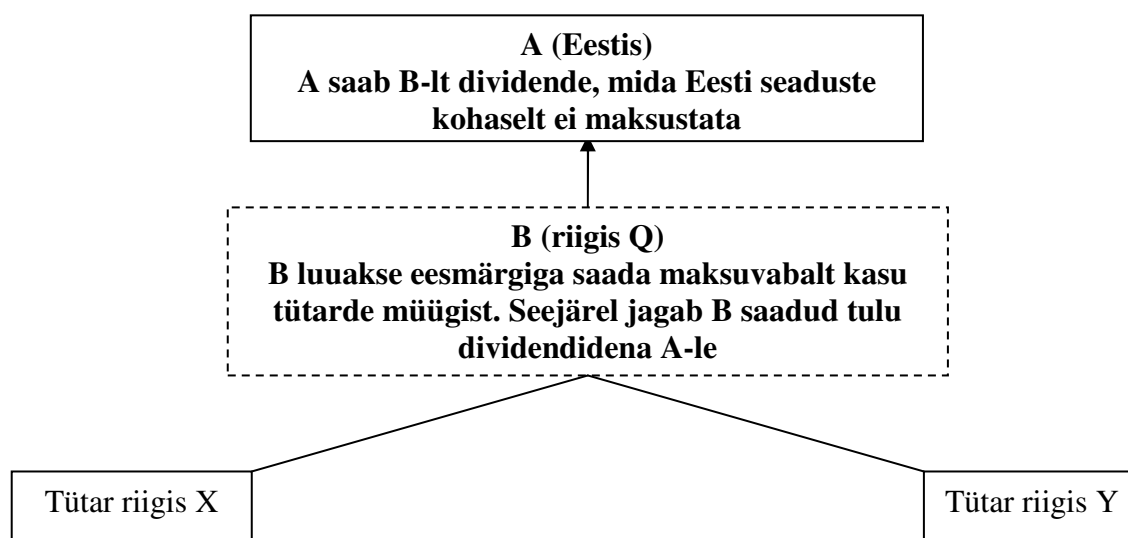 A (Eestis)
A saab B-lt dividende, mida Eesti seaduste
kohaselt ei maksustata
B (riigis Q)
B luuakse eesmärgiga saada maksuvabalt kasu
tütarde müügist. Seejärel jagab B saadud tulu
dividendidena A-le
Tütar riigis X
Tütar riigis Y